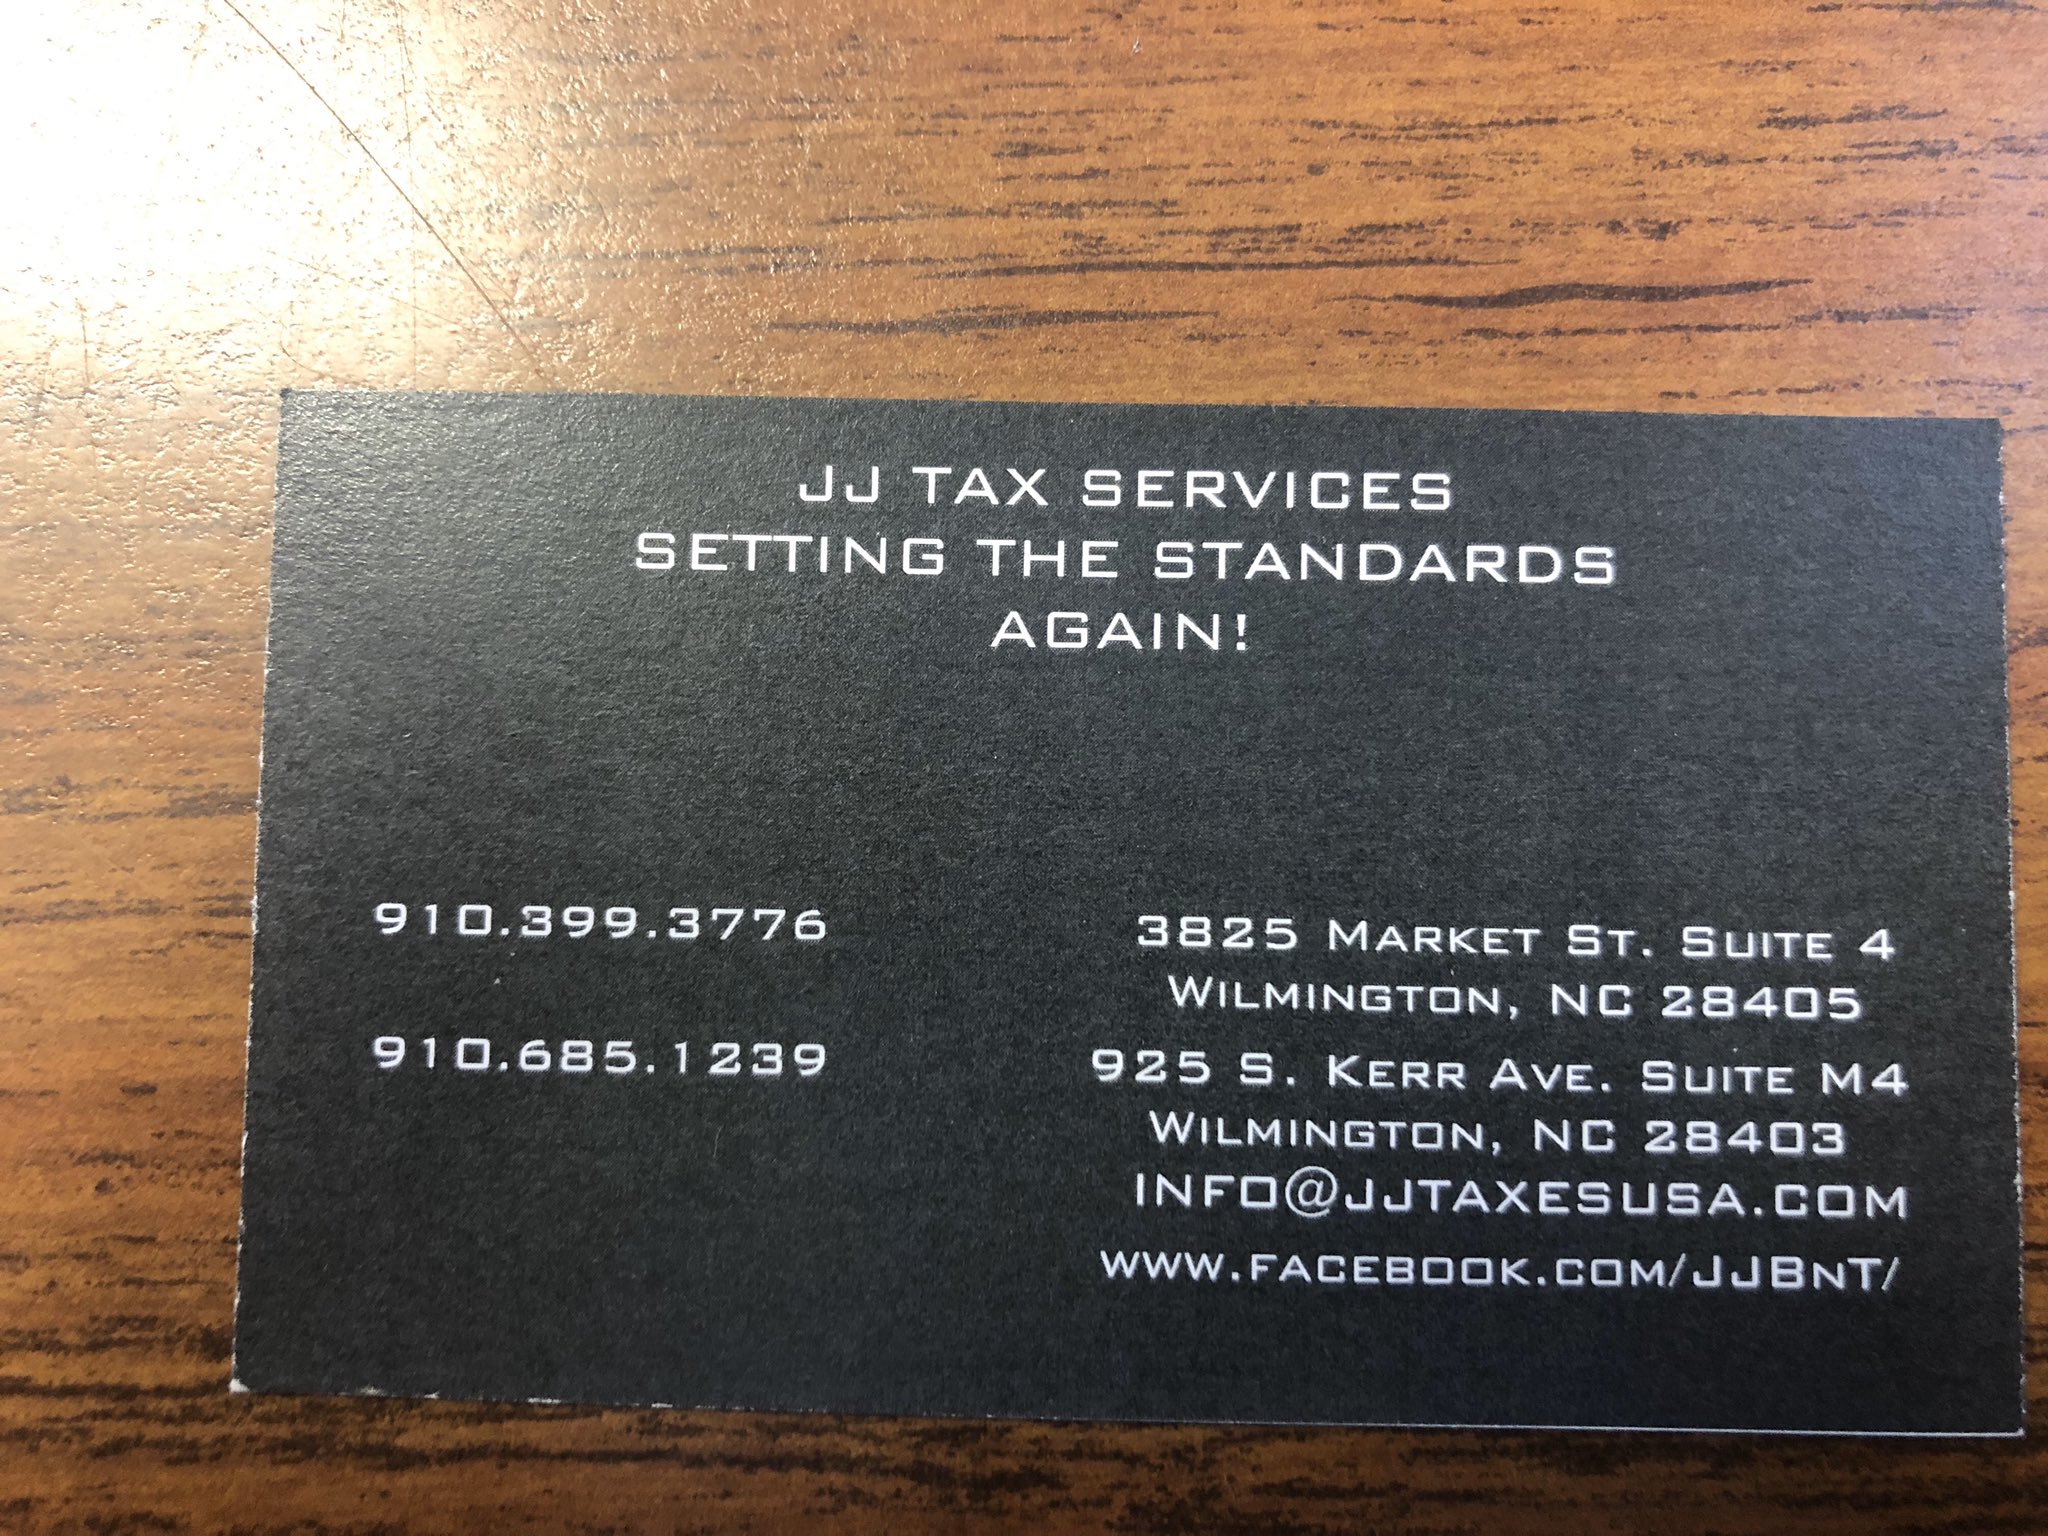 JJ TAX SERVICES
SETTING THE STANDARDS
AGAIN!
910.399.3776
910.685.1239
3825 MARKET ST. SUITE 4
WILMINGTON, NC 28405
925 S. KERR AVE. SUITE M4
WILMINGTON, NC 28403
INFO@JJTAXESUSA.COM
WWW.FACEBOOK.COM/JJBNT/